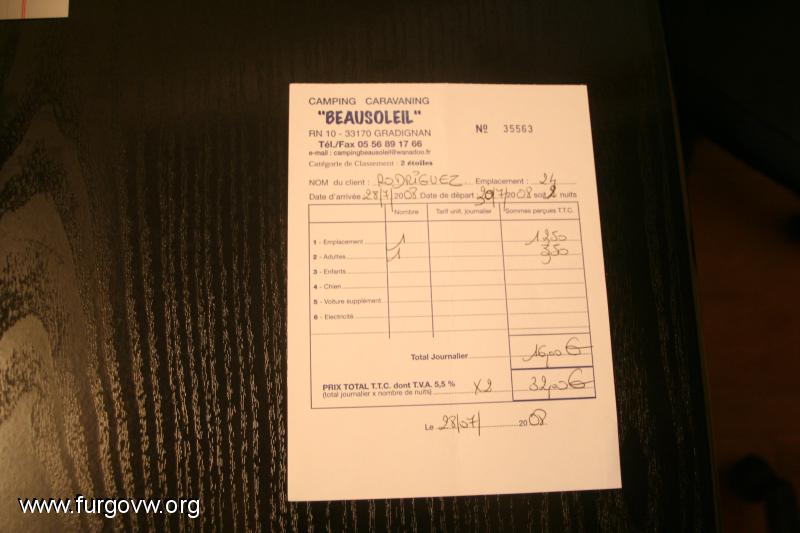 CAMPING CARAVANING
"BEAUSOLEIL"
RN 10 - 33170 GRADIGNAN
Tél./Fax 05 56 89 17 66
e-mail : campingbeausoleil@wanadoo.fr
Catégorie de Classement : 2 étoiles
Nº 35563
NOM du client : RODRIGUEZ Emplacement : 24
Date d'arrivée 28/7/2008 Date de départ 30/7/2008 soit 2 nuits
Nombre Tarif unit. journalier Sommes perçues T.T.C.
1 - Emplacement 1 12,50
2 - Adultes 1 3,50
3 - Enfants
4 - Chien
5 - Voiture supplément
6 - Electricité
Total Journalier 16,00 €
PRIX TOTAL T.T.C. dont T.V.A. 5,5 % X2 32,00 €
(total journalier x nombre de nuits)
Le 28/07/ 2008
www.furgovw.org